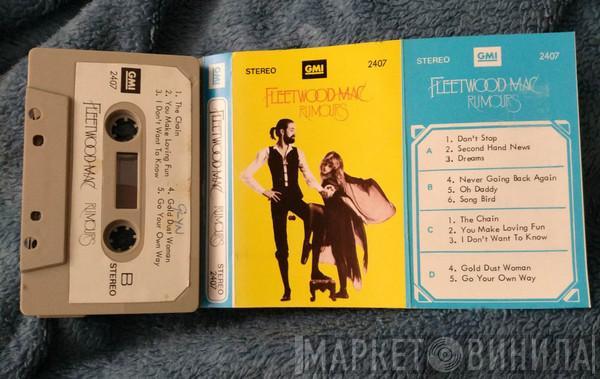 GMI
2407
1. The Chain
2. You Make Loving Fun
3. I Don't Want To Know
FLEETWOOD MAC
RUMOURS
GLYN
4. Gold Dust Woman
5. Go Your Own Way
STEREO
B
GMI
FLEETWOOD MAC
RUMOURS
STEREO
2407
STEREO
GMI
2407
FLEETWOOD MAC
RUMOURS
STEREO
GMI
2407
FLEETWOOD MAC
RUMOURS
A
1. Don't Stop
2. Second Hand News
3. Dreams
B
4. Never Going Back Again
5. Oh Daddy
6. Song Bird
C
1. The Chain
2. You Make Loving Fun
3. I Don't Want To Know
D
4. Gold Dust Woman
5. Go Your Own Way
МАРКЕТ ВИНИЛА